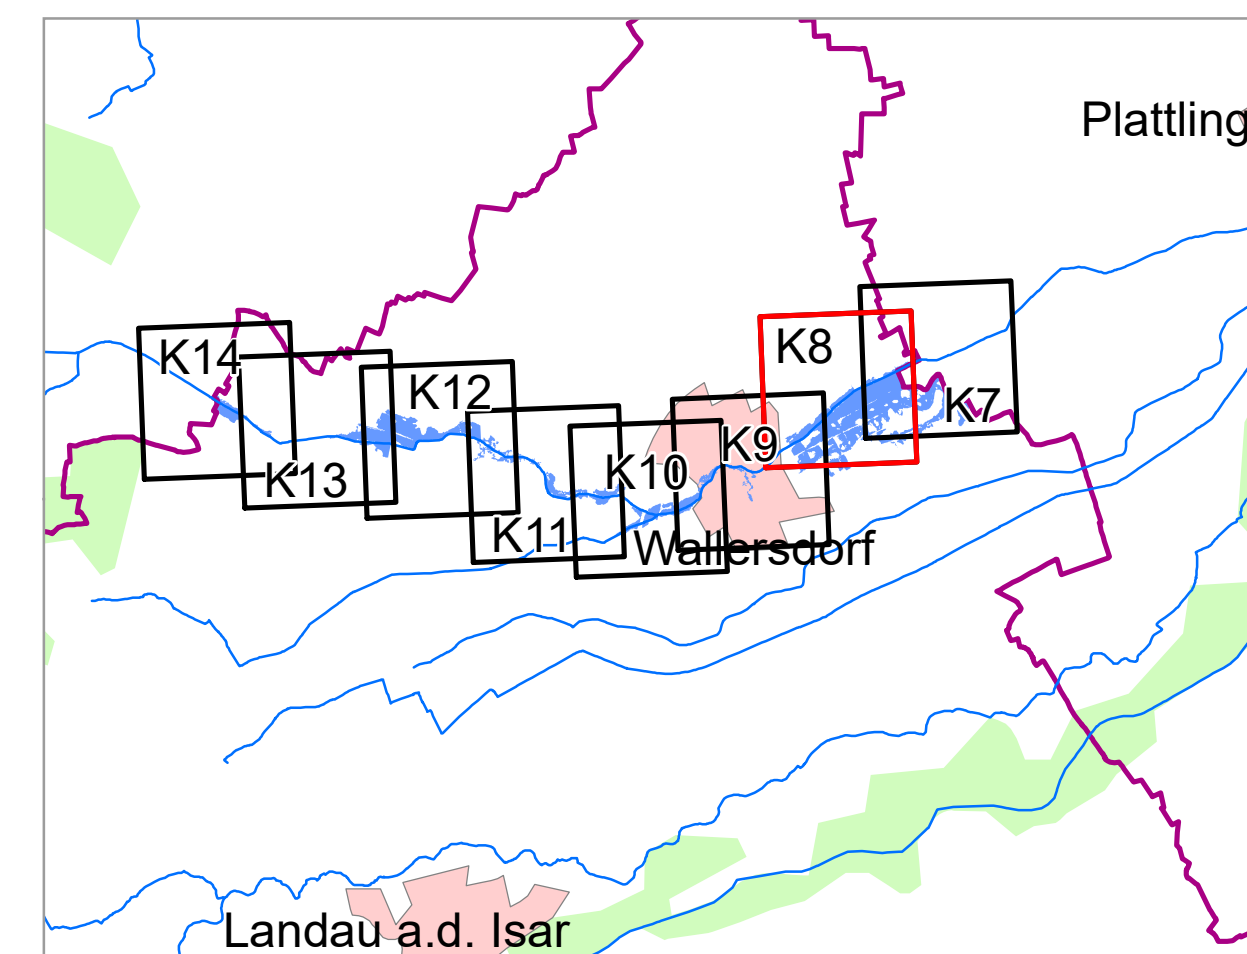 Plattling
K8
K14
K12
K7
K9
K10
K13
K11
Wallersdorf
Landau a.d. Isar